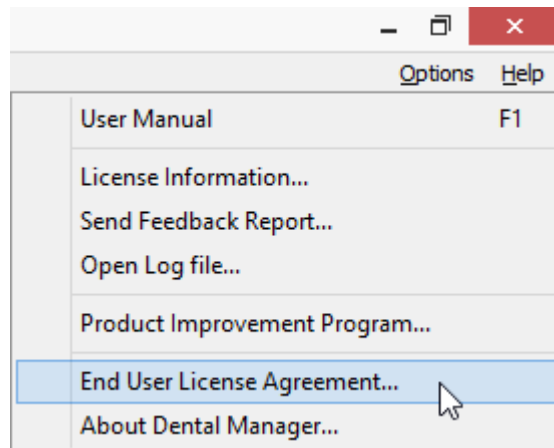 Options Help
User Manual F1
License Information...
Send Feedback Report...
Open Log file...
Product Improvement Program...
End User License Agreement...
About Dental Manager...